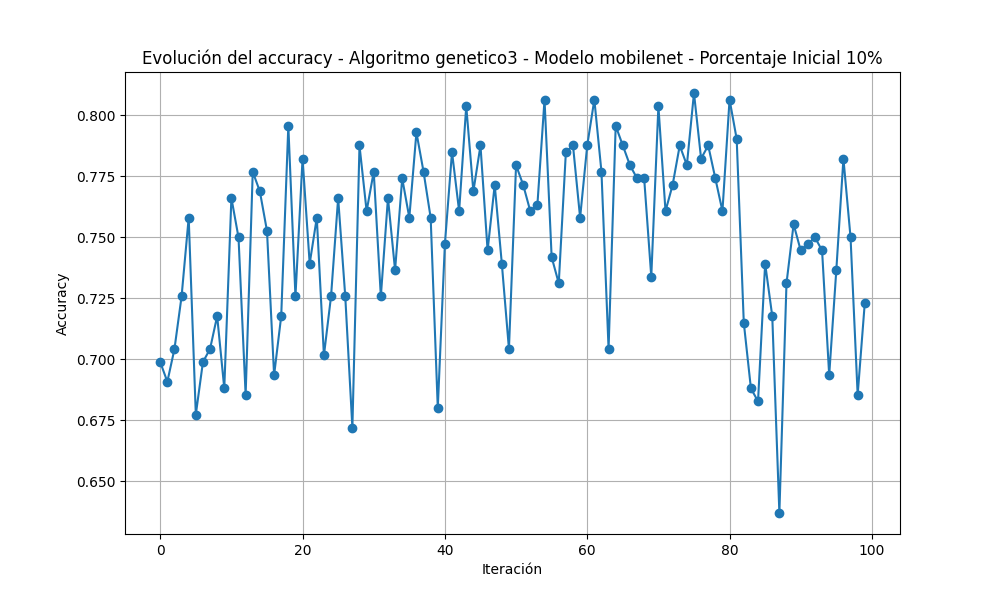 Evolución del accuracy - Algoritmo genetico3 - Modelo mobilenet - Porcentaje Inicial 10%
0.800
0.775
0.750
0.725
0.700
0.675
0.650
Accuracy
0 20 40 60 80 100
Iteración